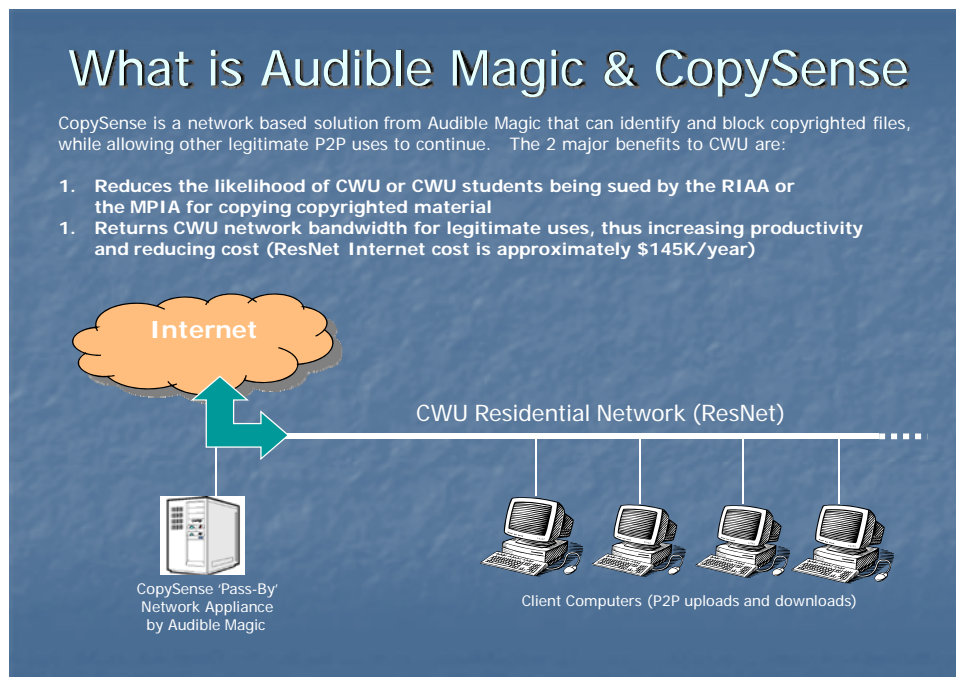 What is Audible Magic & CopySense
CopySense is a network based solution from Audible Magic that can identify and block copyrighted files,
while allowing other legitimate P2P uses to continue. The 2 major benefits to CWU are:
1. Reduces the likelihood of CWU or CWU students being sued by the RIAA or
the MPIA for copying copyrighted material
1. Returns CWU network bandwidth for legitimate uses, thus increasing productivity
and reducing cost (ResNet Internet cost is approximately $145K/year)
Internet
CWU Residential Network (ResNet)
CopySense ‘Pass-By’
Network Appliance
by Audible Magic
Client Computers (P2P uploads and downloads)